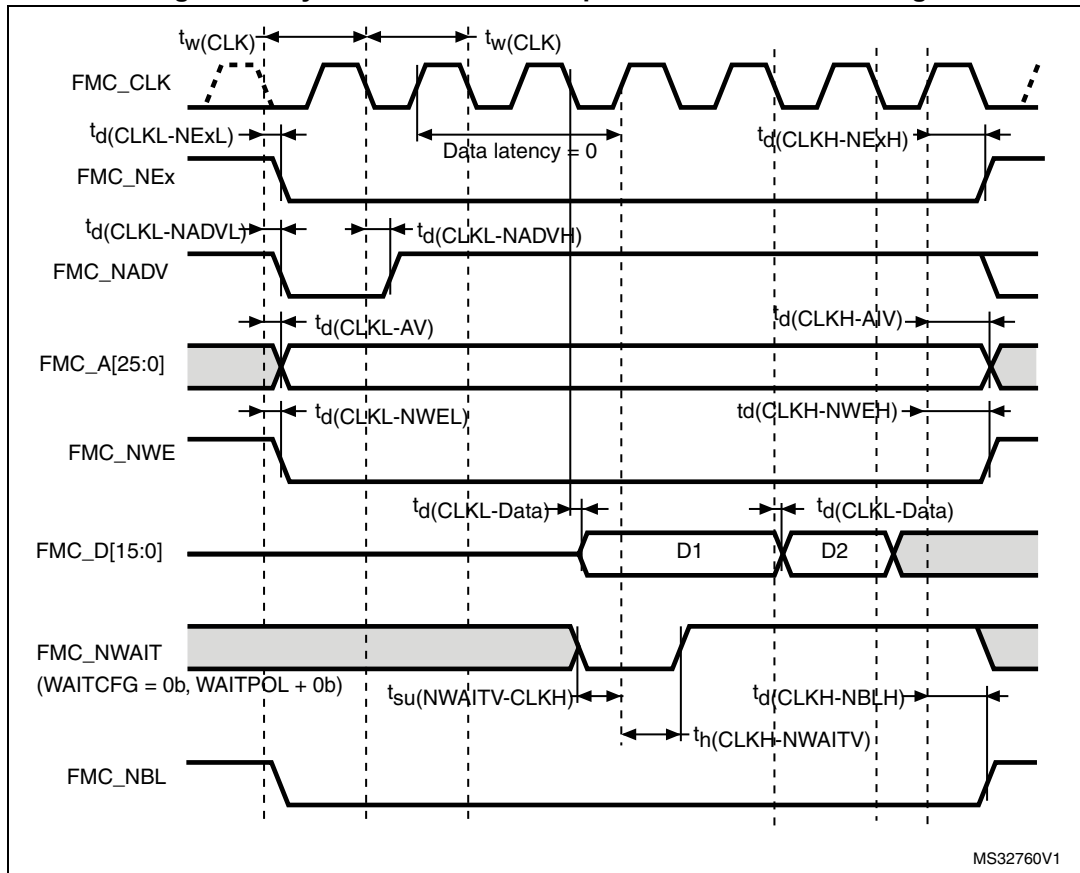 tw(CLK) tw(CLK)
FMC_CLK
td(CLKL-NExL) Data latency = 0 td(CLKH-NExH)
FMC_NEx
td(CLKL-NADVL) td(CLKL-NADVH)
FMC_NADV
td(CLKL-AV) td(CLKH-AIV)
FMC_A[25:0]
td(CLKL-NWEL) td(CLKH-NWEH)
FMC_NWE
td(CLKL-Data) td(CLKL-Data)
FMC_D[15:0] D1 D2
FMC_NWAIT
(WAITCFG = 0b, WAITPOL + 0b)
tsu(NWAITV-CLKH) td(CLKH-NBLH)
th(CLKH-NWAITV)
FMC_NBL
MS32760V1